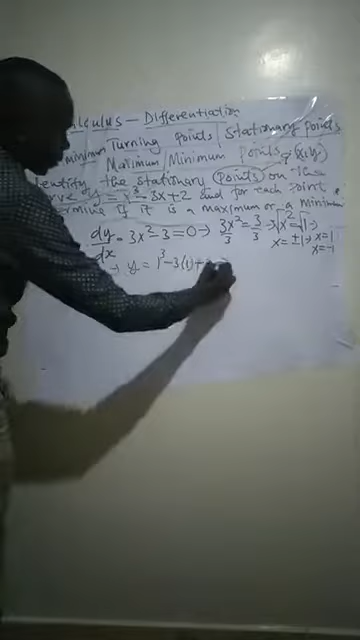 Calculus - Differentiation
Turning Points / Stationary Points
Maximum / Minimum Points (x,y)
Identify the stationary (Points) on the
curve y = x³ - 3x + 2 and for each point
determine if it is a maximum or a minimum
dy/dx = 3x² - 3 = 0 → 3x²/3 = 3/3 → √x² = √1 →
x = ±1 → x = 1
x = -1
→ y = 1³ - 3(1) +